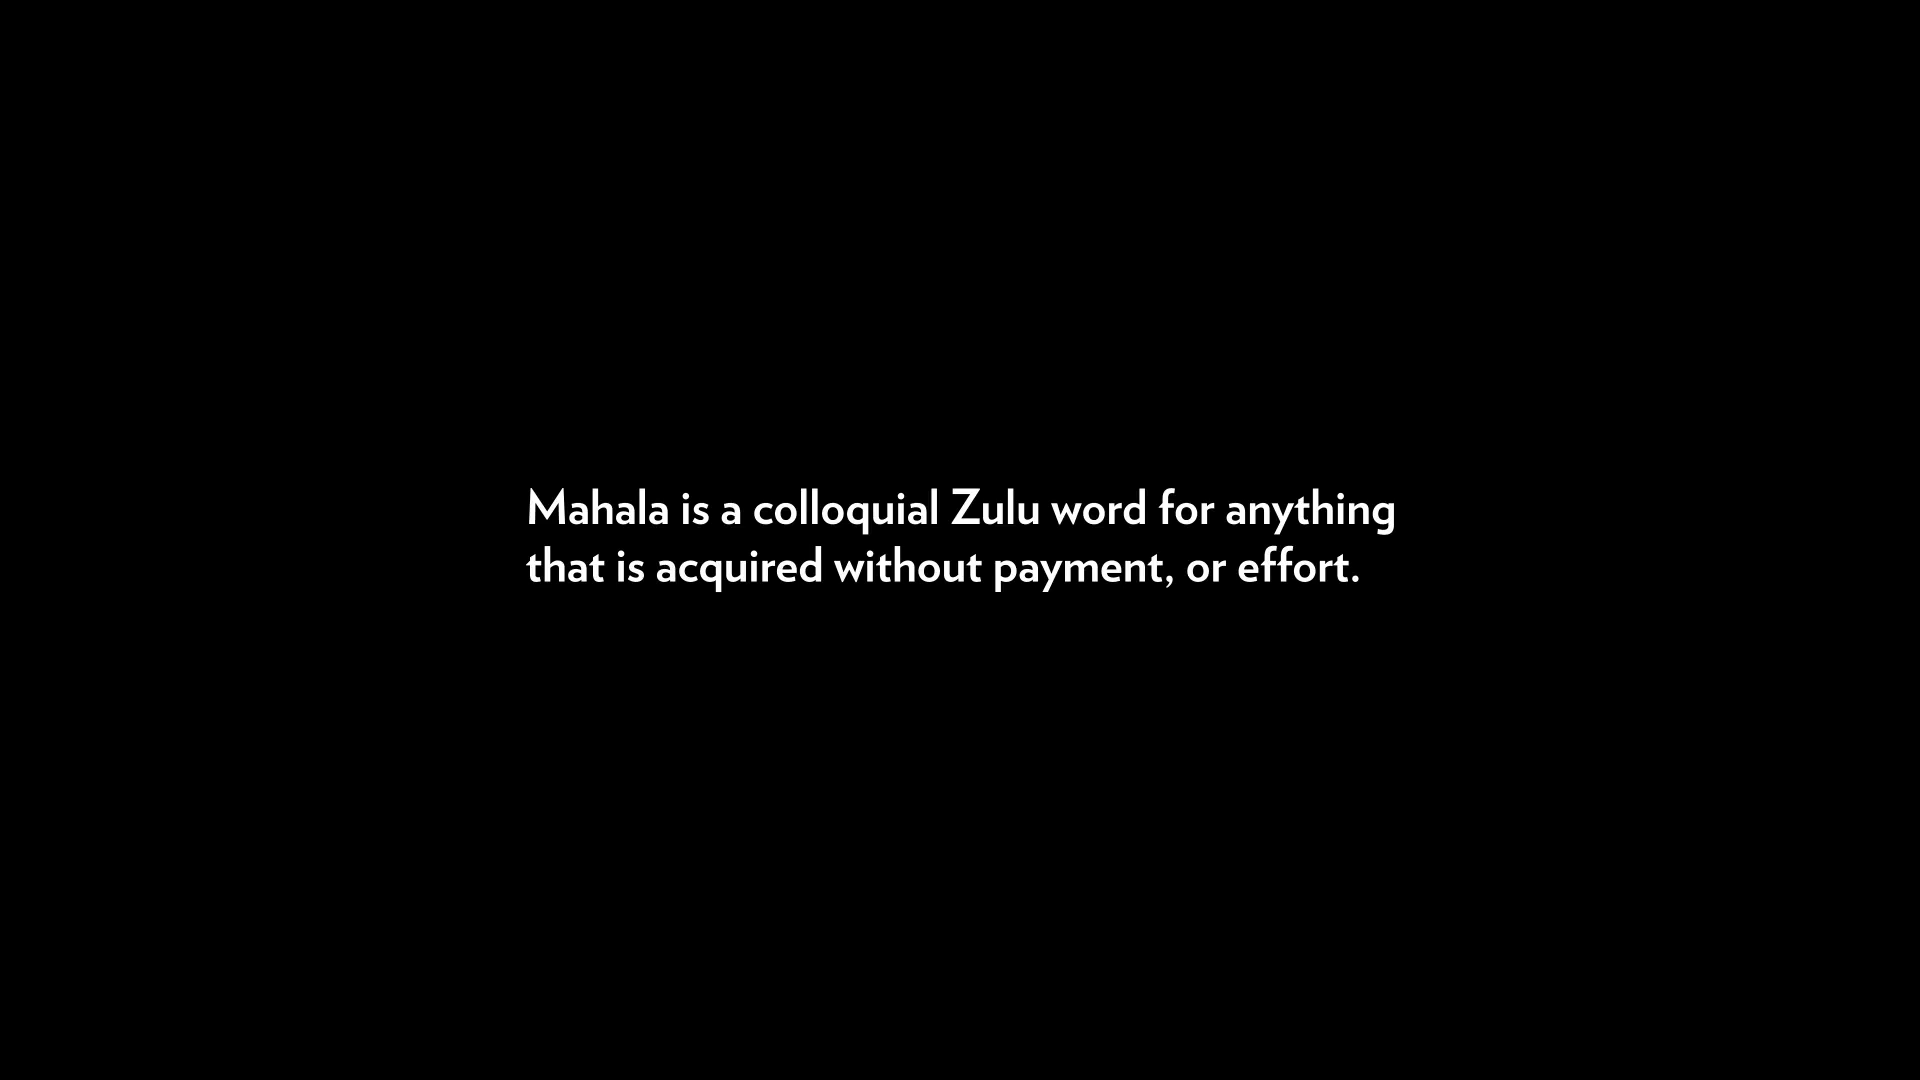 Mahala is a colloquial Zulu word for anything
that is acquired without payment, or effort.